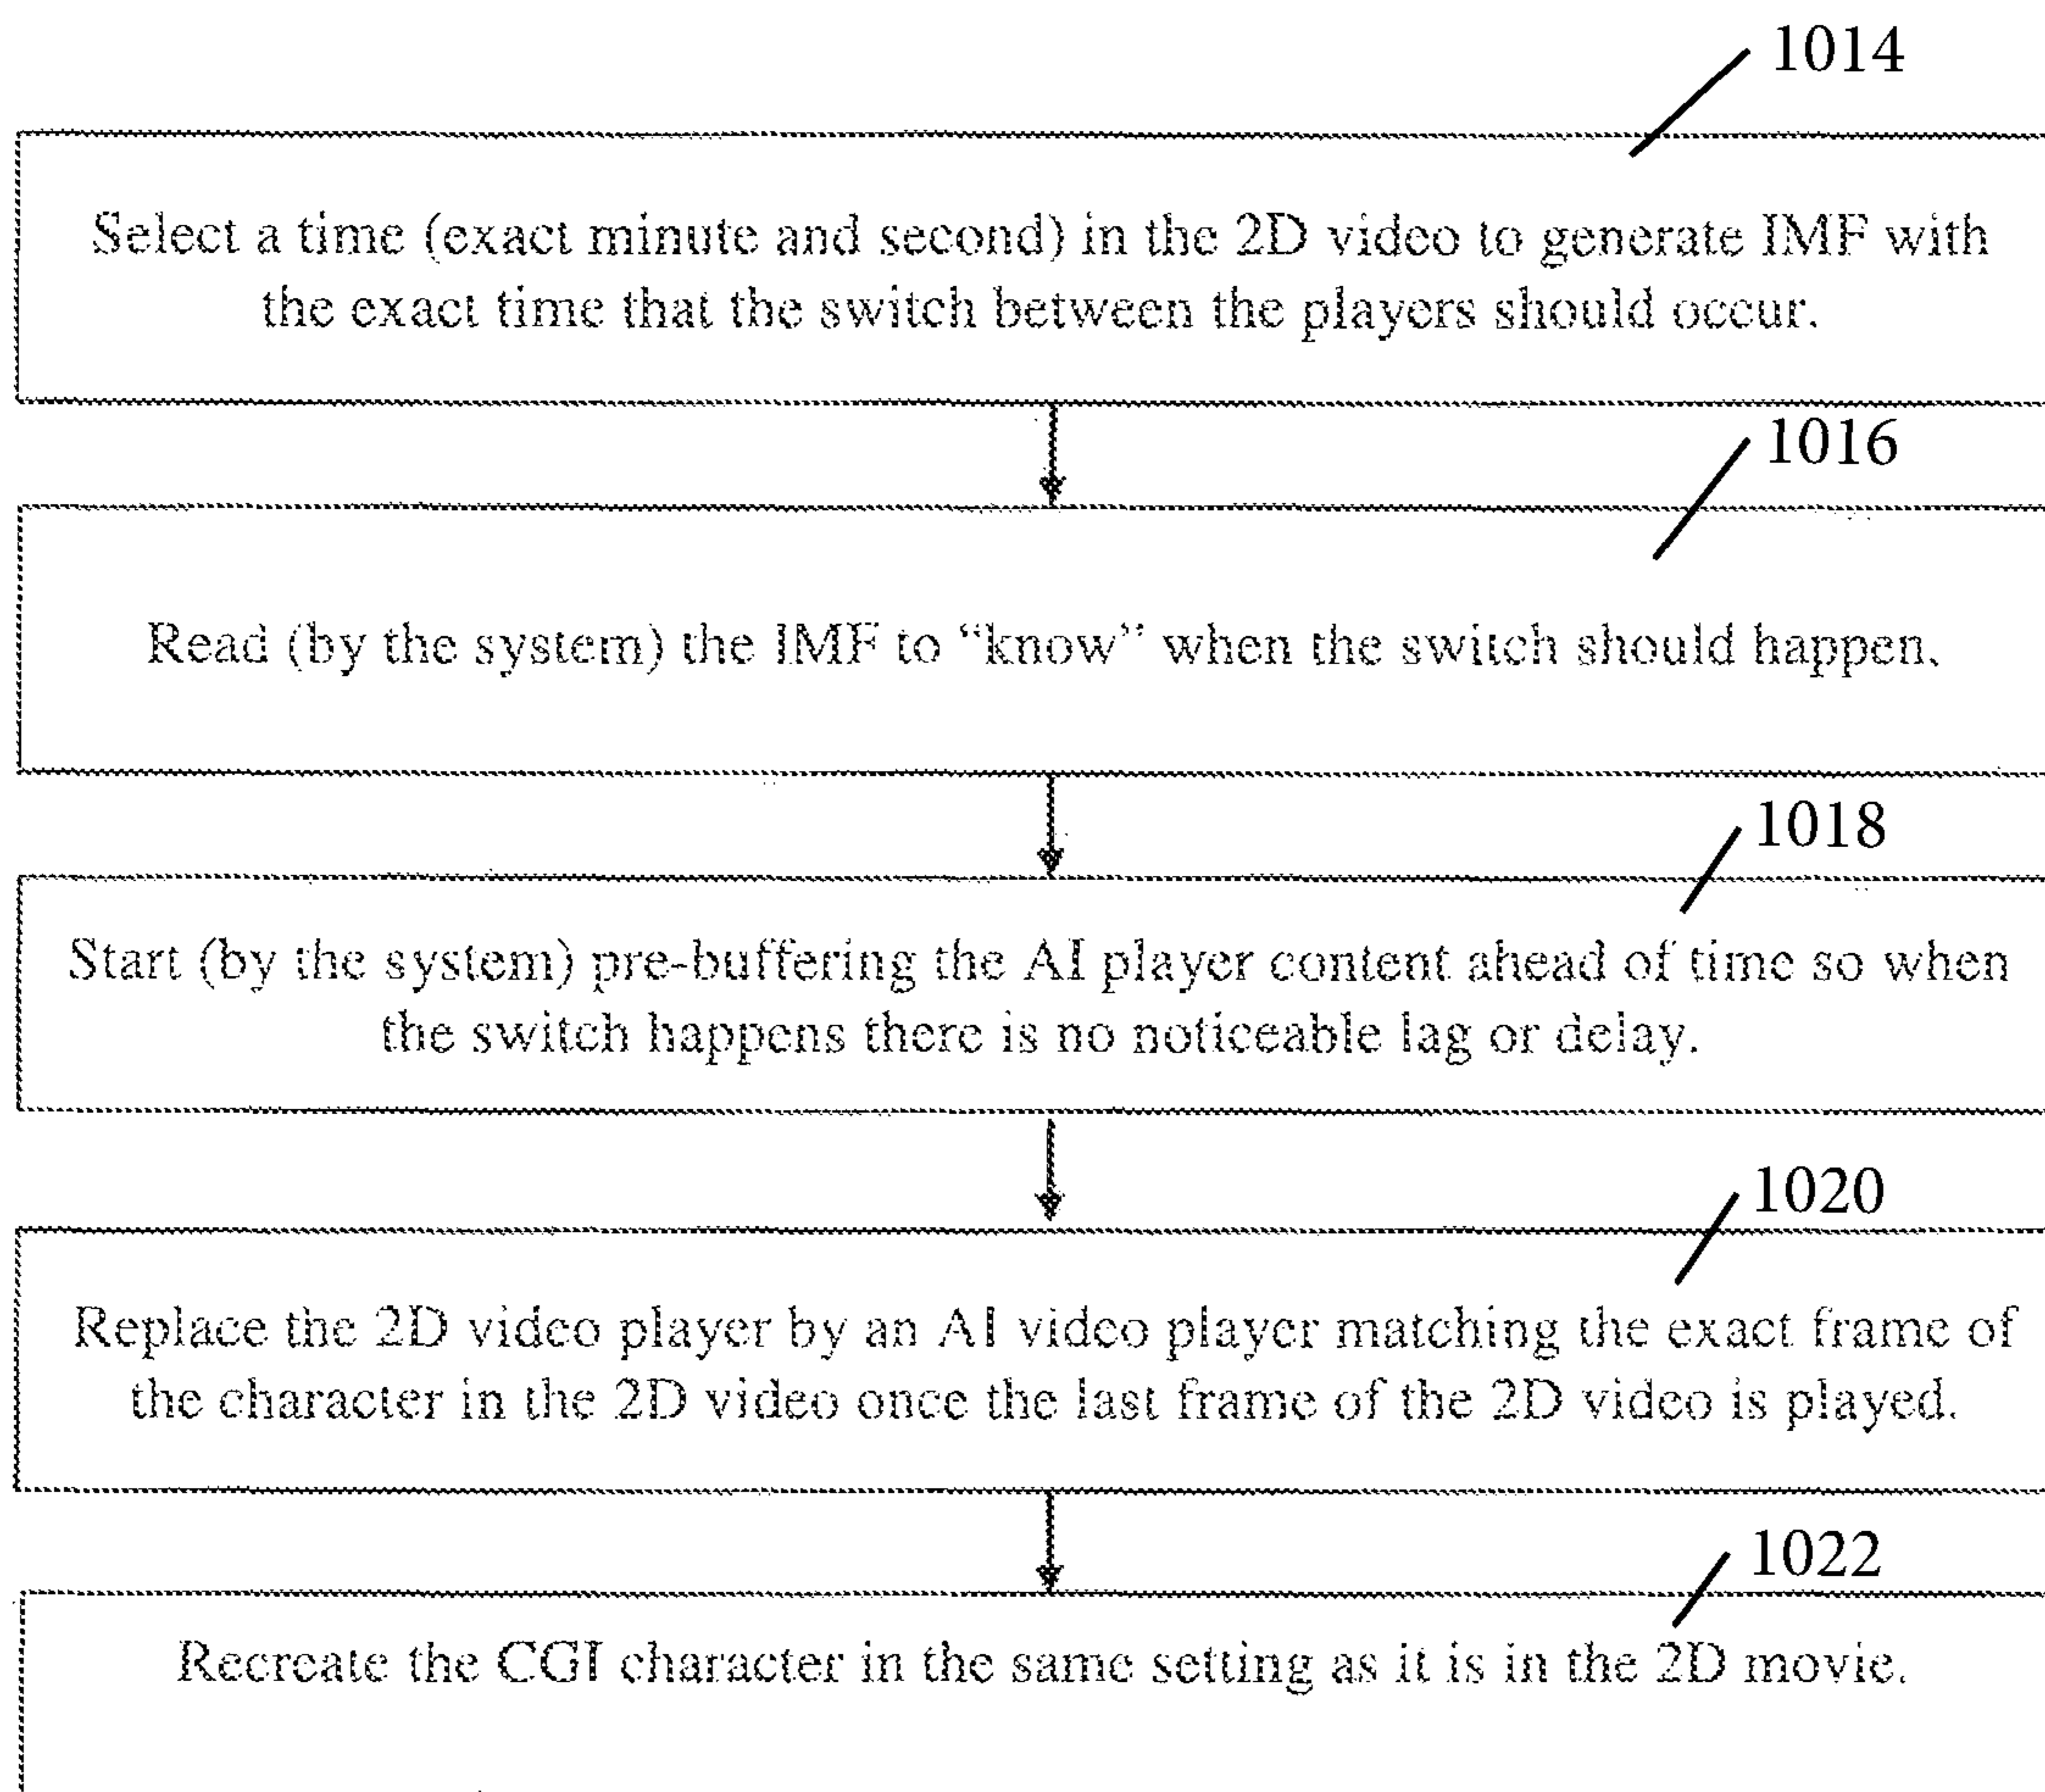 1014
Select a time (exact minute and second) in the 2D video to generate IMF with
the exact time that the switch between the players should occur.
1016
Read (by the system) the IMF to “know” when the switch should happen.
1018
Start (by the system) pre-buffering the AI player content ahead of time so when
the switch happens there is no noticeable lag or delay.
1020
Replace the 2D video player by an AI video player matching the exact frame of
the character in the 2D video once the last frame of the 2D video is played.
1022
Recreate the CGI character in the same setting as it is in the 2D movie.